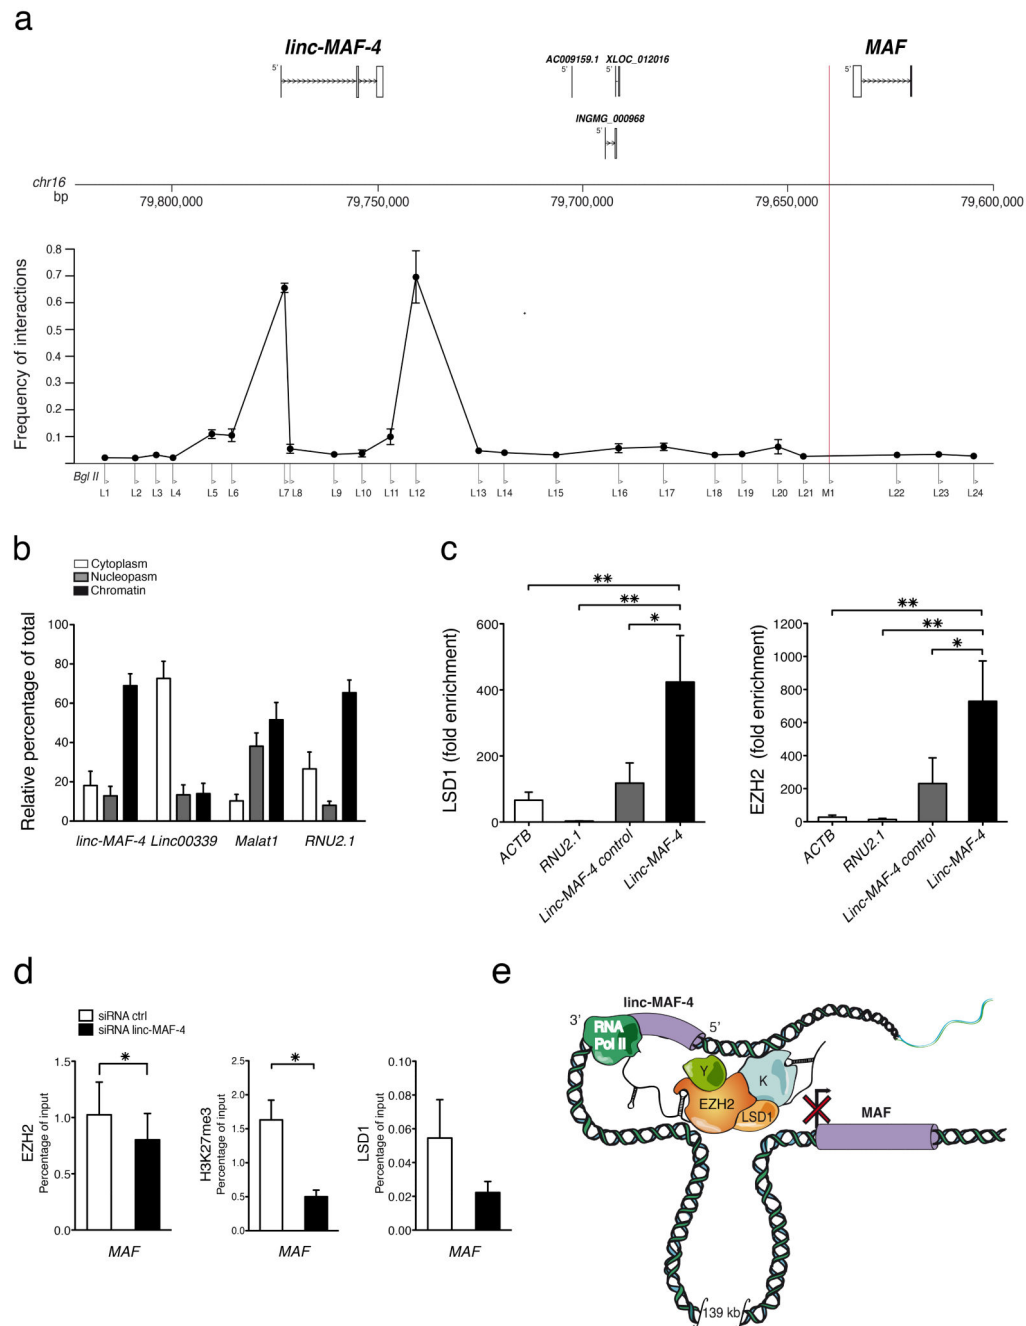 a
linc-MAF-4
MAF
AC009159.1 XLOC_012016
5' 5' 5' 5'
INGMG_000968
5'
chr16
bp
79,800,000 79,750,000 79,700,000 79,650,000 79,600,000
Frequency of interactions
0.8
0.7
0.6
0.5
0.4
0.3
0.2
0.1
Bgl II
L1 L2 L3 L4 L5 L6 L7 L8 L9 L10 L11 L12 L13 L14 L15 L16 L17 L18 L19 L20 L21 M1 L22 L23 L24
b
Cytoplasm
Nucleopasm
Chromatin
Relative percentage of total
100
80
60
40
20
0
linc-MAF-4 Linc00339 Malat1 RNU2.1
c
**
**
*
LSD1 (fold enrichment)
600
400
200
0
ACTB
RNU2.1
Linc-MAF-4 control
Linc-MAF-4
**
**
*
EZH2 (fold enrichment)
1200
1000
800
600
400
200
0
ACTB
RNU2.1
Linc-MAF-4 control
Linc-MAF-4
d
siRNA ctrl
siRNA linc-MAF-4
EZH2
Percentage of input
1.5
1.0
0.5
0.0
*
MAF
H3K27me3
Percentage of input
2.5
2.0
1.5
1.0
0.5
0.0
*
MAF
LSD1
Percentage of input
0.10
0.08
0.06
0.04
0.02
0.00
MAF
e
linc-MAF-4
3' 5'
RNA
Pol II
Y
K
EZH2
LSD1
MAF
139 kb